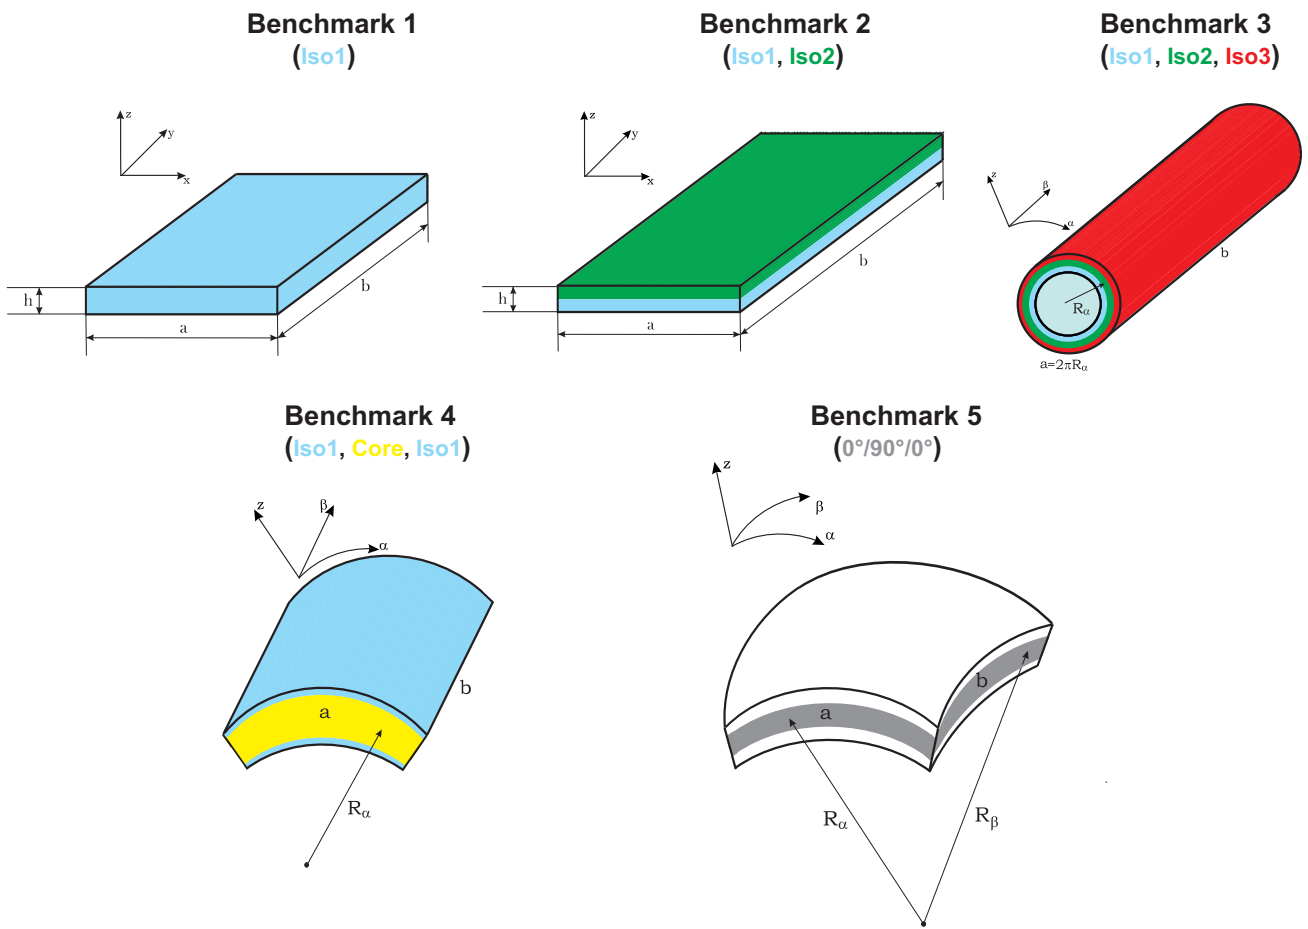 Benchmark 1
(Iso1)
z
y
x
h
a
b
Benchmark 2
(Iso1, Iso2)
z
y
x
h
a
b
Benchmark 3
(Iso1, Iso2, Iso3)
z
β
α
b
Rα
a=2πRα
Benchmark 4
(Iso1, Core, Iso1)
z
β
α
a
b
Rα
Benchmark 5
(0°/90°/0°)
z
β
α
a
b
Rα
Rβ